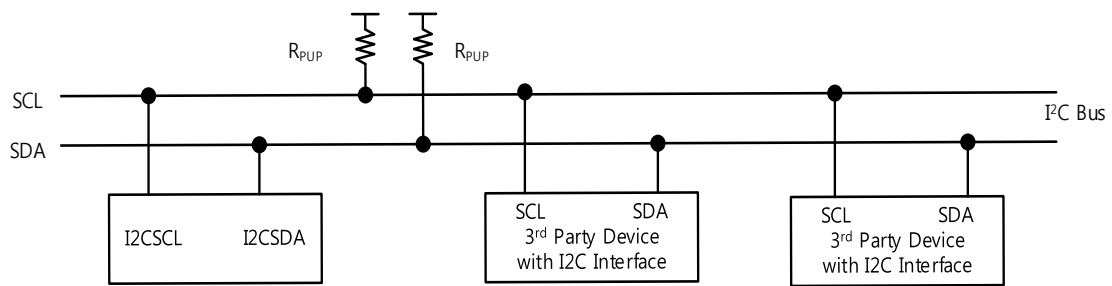 R_PUP R_PUP
SCL
I²C Bus
SDA
I2CSCL I2CSDA
SCL SDA
3rd Party Device
with I2C Interface
SCL SDA
3rd Party Device
with I2C Interface